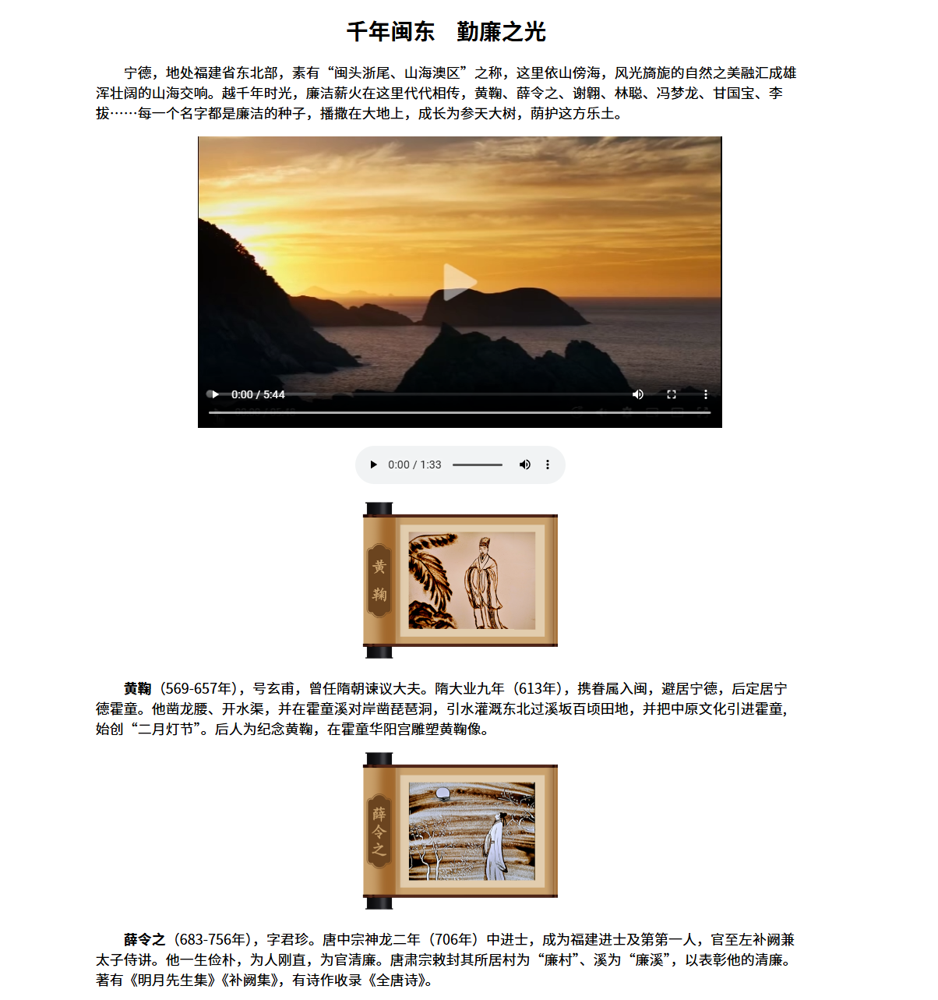 千年闽东　勤廉之光
宁德，地处福建省东北部，素有“闽头浙尾、山海澳区”之称，这里依山傍海，风光旖旎的自然之美融汇成雄
浑壮阔的山海交响。越千年时光，廉洁薪火在这里代代相传，黄鞠、薛令之、谢翱、林聪、冯梦龙、甘国宝、李
拔……每一个名字都是廉洁的种子，播撒在大地上，成长为参天大树，荫护这方乐土。
0:00 / 5:44
0:00 / 1:33
黄鞠
黄鞠（569-657年），号玄甫，曾任隋朝谏议大夫。隋大业九年（613年），携眷属入闽，避居宁德，后定居宁
德霍童。他凿龙腰、开水渠，并在霍童溪对岸凿琵琶洞，引水灌溉东北过溪坂百顷田地，并把中原文化引进霍童，
始创“二月灯节”。后人为纪念黄鞠，在霍童华阳宫雕塑黄鞠像。
薛令之
薛令之（683-756年），字君珍。唐中宗神龙二年（706年）中进士，成为福建进士及第第一人，官至左补阙兼
太子侍讲。他一生俭朴，为人刚直，为官清廉。唐肃宗敕封其所居村为“廉村”、溪为“廉溪”，以表彰他的清廉。
著有《明月先生集》《补阙集》，有诗作收录《全唐诗》。